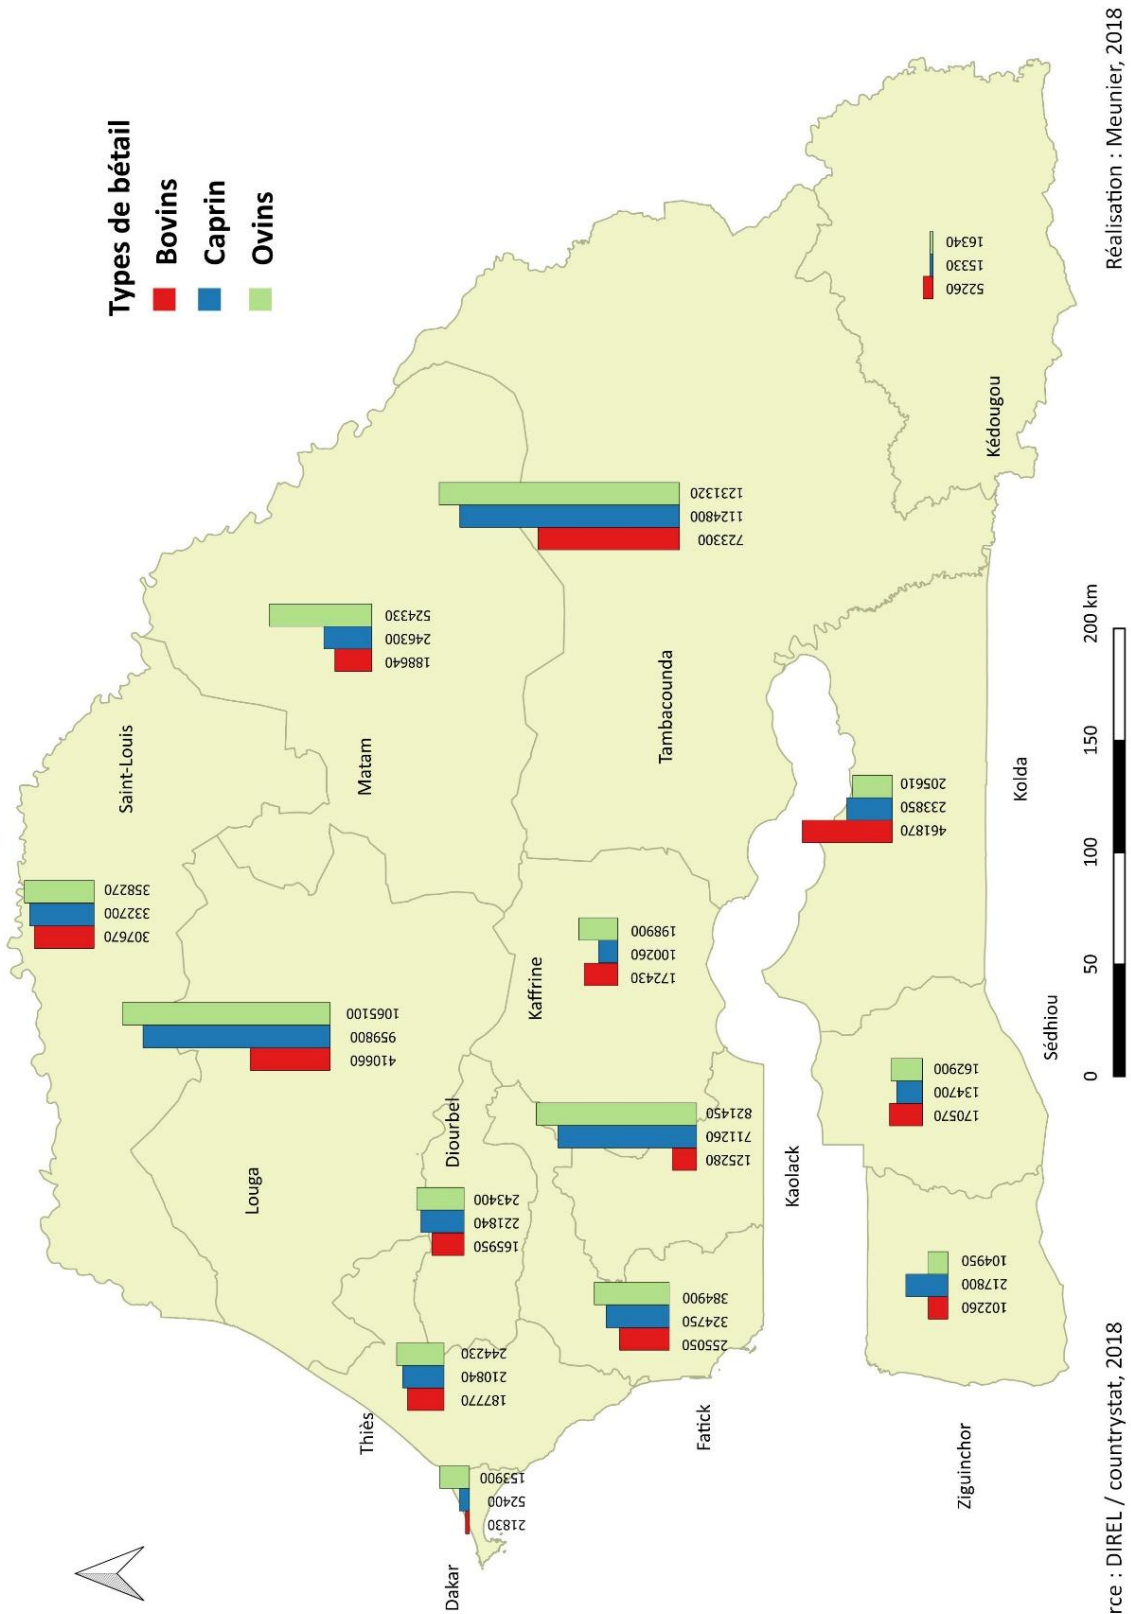 Types de bétail
Bovins
Caprin
Ovins
Saint-Louis
307670
332700
358270
Louga
410660
959800
1065100
Matam
188640
246300
524330
Thiès
187770
210840
244230
Diourbel
165950
221840
243400
Dakar
21830
52400
153900
Kaffrine
172430
100260
198900
Tambacounda
723300
1124800
1231320
Fatick
255050
324750
384900
Kaolack
125280
711260
821450
Ziguinchor
102260
217800
104950
Sédhiou
170570
134700
162900
Kolda
461870
233850
205610
Kédougou
52260
15330
16340
0 50 100 150 200 km
rce : DIREL / countrystat, 2018
Réalisation : Meunier, 2018